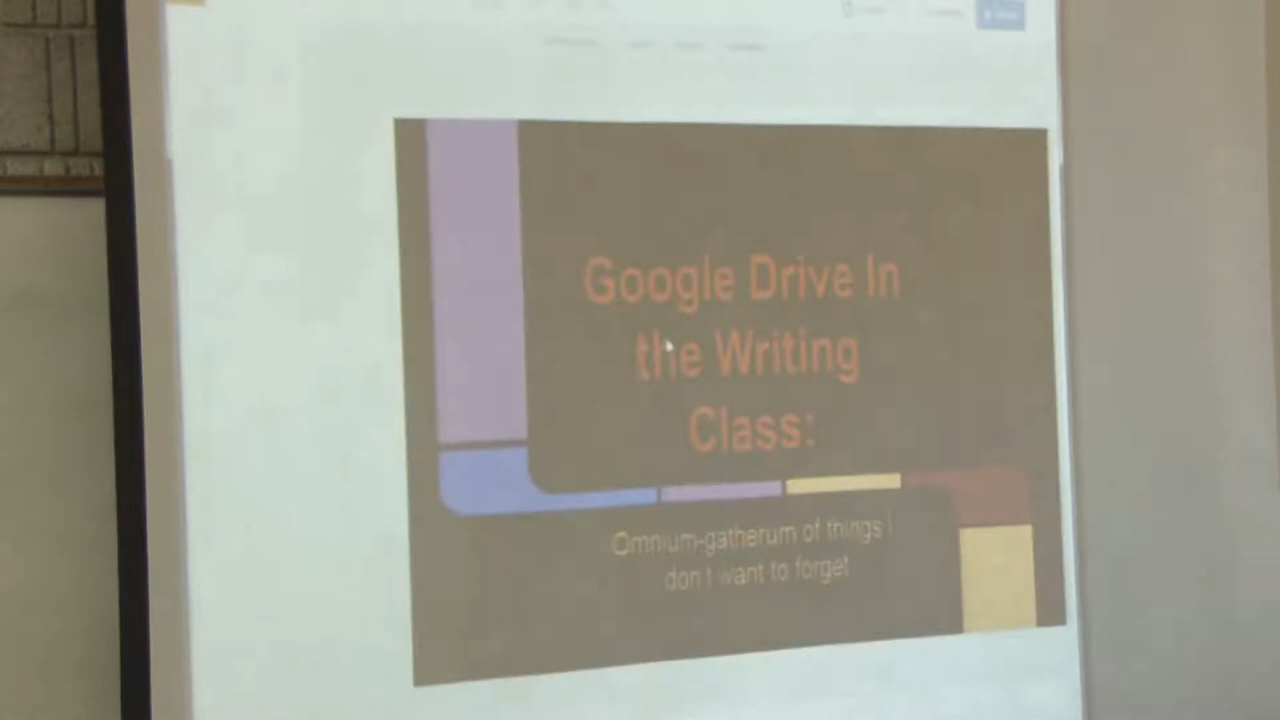 Google Drive In
the Writing
Class:
Omnium-gatherum of things I
don't want to forget